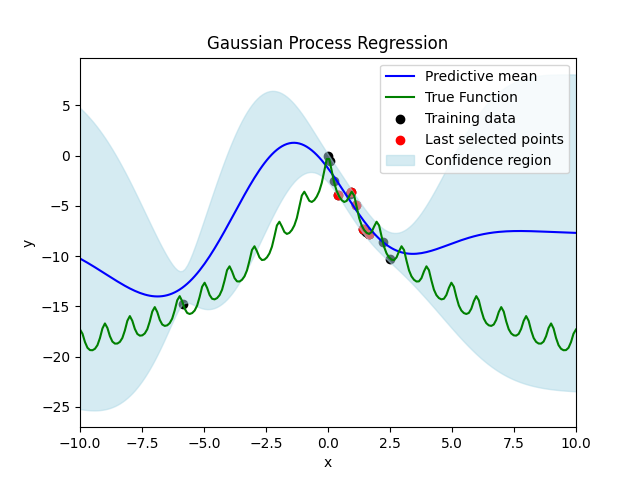 Gaussian Process Regression
Predictive mean
True Function
Training data
Last selected points
Confidence region
y
5
0
−5
−10
−15
−20
−25
−10.0 −7.5 −5.0 −2.5 0.0 2.5 5.0 7.5 10.0
x